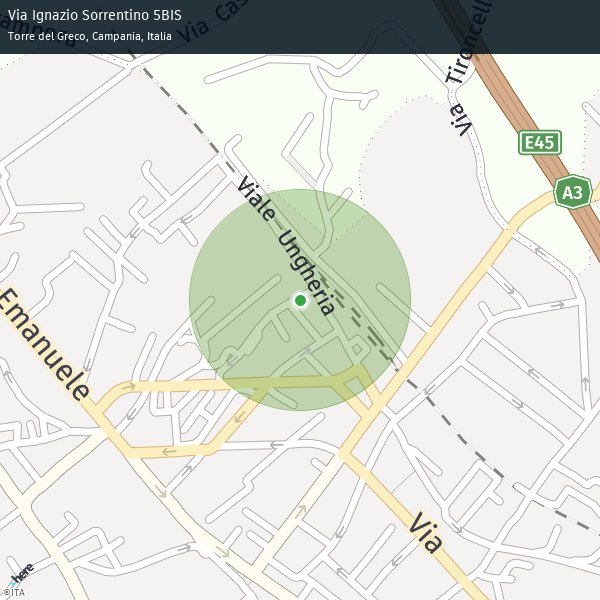 Via Ignazio Sorrentino 5BIS
Torre del Greco, Campania, Italia
Via Cas
Via Tironcell
E45
A3
Viale Ungheria
Emanuele
Via
here
©ITA